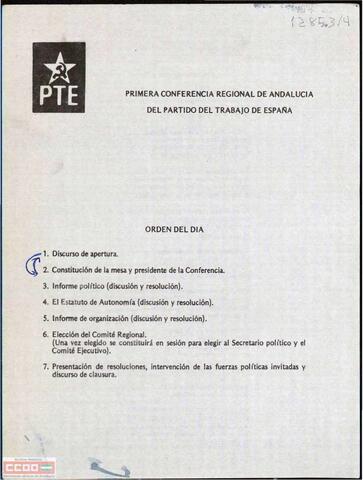 12853/4
PTE
PRIMERA CONFERENCIA REGIONAL DE ANDALUCIA
DEL PARTIDO DEL TRABAJO DE ESPAÑA
ORDEN DEL DIA
1. Discurso de apertura.
2. Constitución de la mesa y presidente de la Conferencia.
3. Informe político (discusión y resolución).
4. El Estatuto de Autonomía (discusión y resolución).
5. Informe de organización (discusión y resolución).
6. Elección del Comité Regional.
(Una vez elegido se constituirá en sesión para elegir al Secretario político y el
Comité Ejecutivo).
7. Presentación de resoluciones, intervención de las fuerzas políticas invitadas y
discurso de clausura.
CCOO